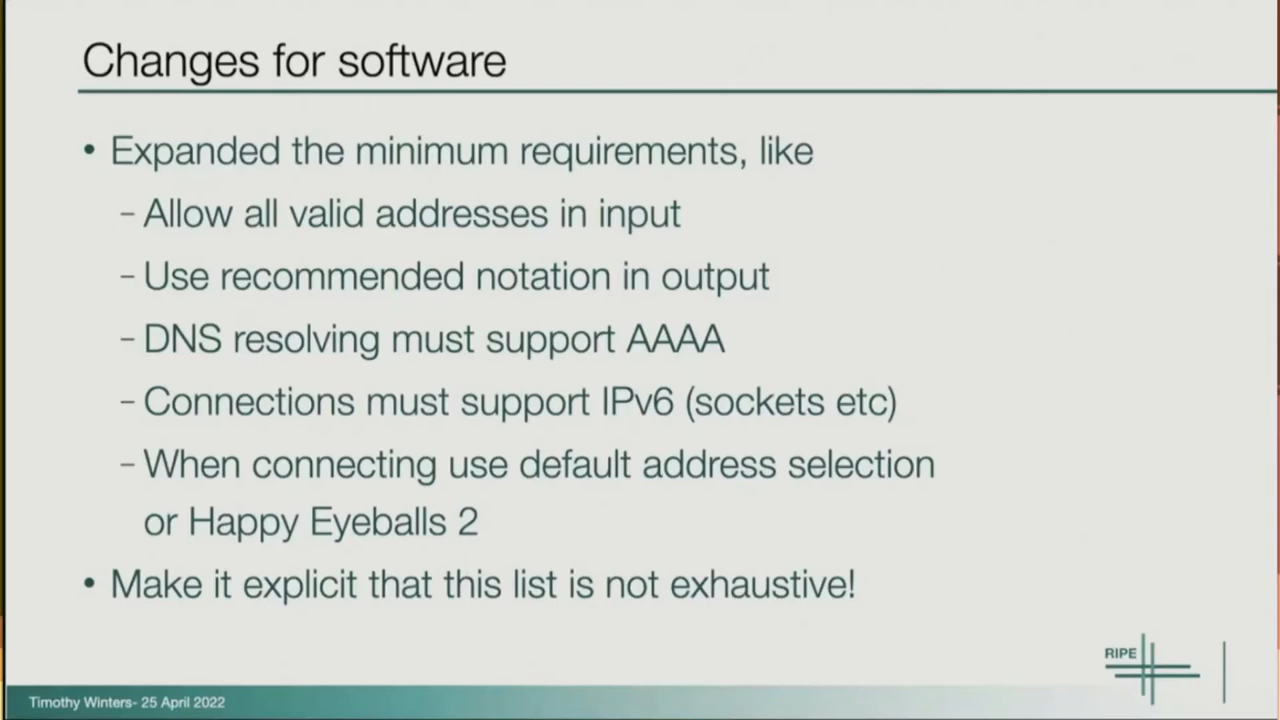 Changes for software
• Expanded the minimum requirements, like
– Allow all valid addresses in input
– Use recommended notation in output
– DNS resolving must support AAAA
– Connections must support IPv6 (sockets etc)
– When connecting use default address selection
or Happy Eyeballs 2
• Make it explicit that this list is not exhaustive!
RIPE
Timothy Winters- 25 April 2022